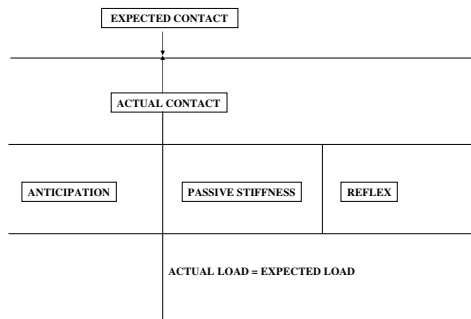 EXPECTED CONTACT
ACTUAL CONTACT
ANTICIPATION
PASSIVE STIFFNESS
REFLEX
ACTUAL LOAD = EXPECTED LOAD